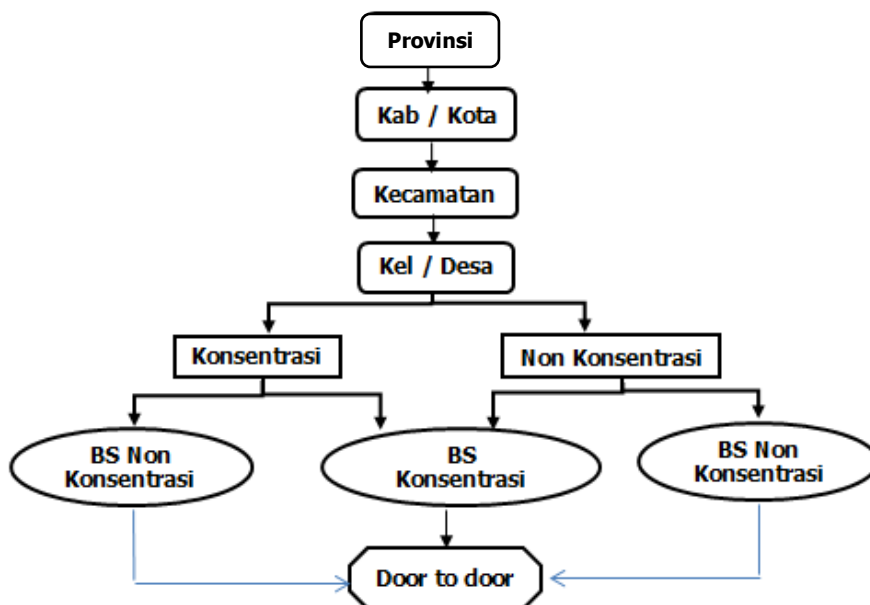 Provinsi
Kab / Kota
Kecamatan
Kel / Desa
Konsentrasi
Non Konsentrasi
BS Non
Konsentrasi
BS
Konsentrasi
BS Non
Konsentrasi
Door to door